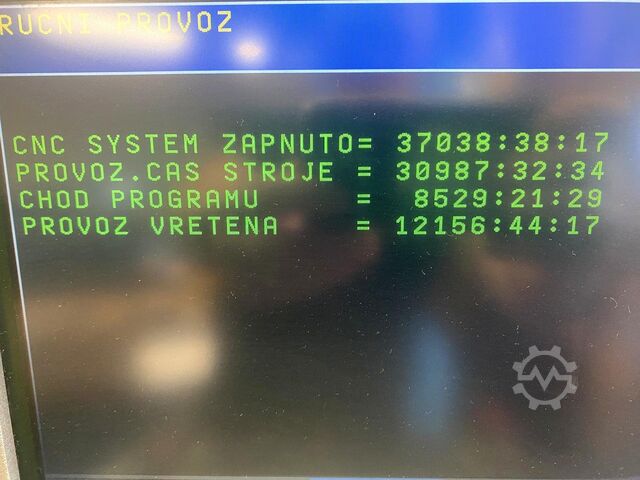 RUCNI PROVOZ
CNC SYSTEM ZAPNUTO= 37038:38:17
PROVOZ.CAS STROJE = 30987:32:34
CHOD PROGRAMU = 8529:21:29
PROVOZ VRETENA = 12156:44:17